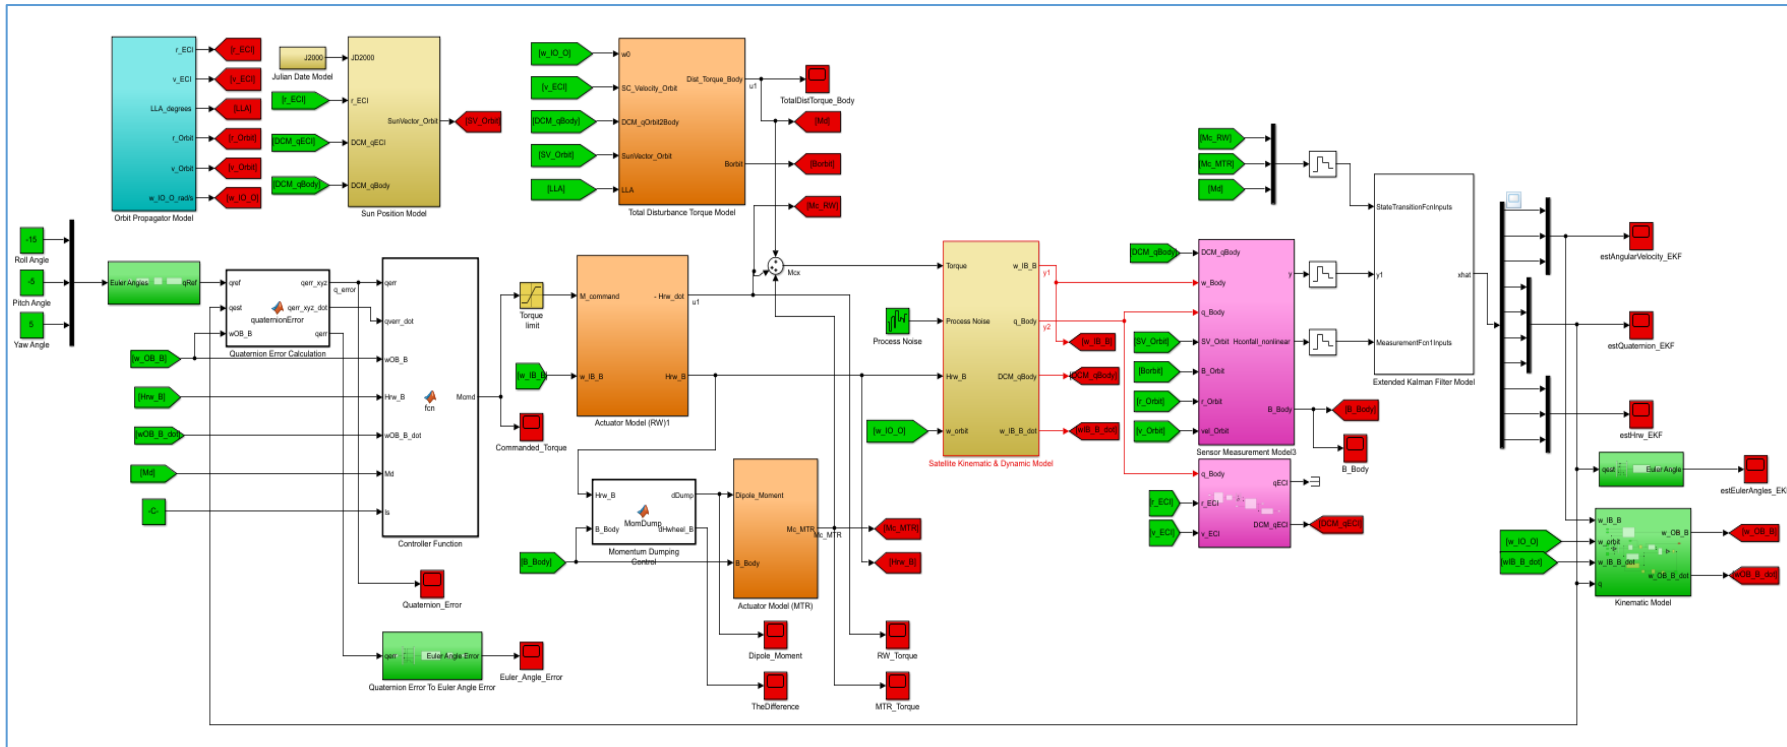 r_ECI
[r_ECI]
v_ECI
[v_ECI]
LLA_degrees
[LLA]
r_Orbit
[r_Orbit]
v_Orbit
[v_Orbit]
w_IO_O_rad/s
[w_IO_O]
Orbit Propagator Model
J2000
Julian Date Model
JD2000
[r_ECI]
r_ECI
[DCM_qECI]
DCM_qECI
[DCM_qBody]
DCM_qBody
SunVector_Orbit
[SV_Orbit]
Sun Position Model
[w_IO_O]
w0
[v_ECI]
SC_Velocity_Orbit
[DCM_qBody]
DCM_qOrbit2Body
[SV_Orbit]
SunVector_Orbit
[LLA]
LLA
Dist_Torque_Body
u1
Borbit
Total Disturbance Torque Model
TotalDistTorque_Body
[Md]
[Borbit]
[Mc_RW]
-15
Roll Angle
-5
Pitch Angle
5
Yaw Angle
Euler Angles
qRef
qref
qest
wOB_B
quaternionError
qerr_xyz
qerr_xyz_dot
qerr
q_error
Quaternion Error Calculation
[w_OB_B]
[Hrw_B]
[wOB_B_dot]
[Md]
-C-
qerr
qverr_dot
wOB_B
Hrw_B
wOB_B_dot
Md
Is
fcn
Mcmd
Controller Function
Quaternion_Error
qerr
Euler Angle Error
Quaternion Error To Euler Angle Error
Euler_Angle_Error
Torque
limit
[w_IB_B]
Commanded_Torque
M_command
w_IB_B
- Hrw_dot
u1
Hrw_B
Actuator Model (RW)1
Hrw_B
B_Body
MomDump
dDump
dHwheel_B
Momentum Dumping
Control
[B_Body]
Dipole_Moment
B_Body
Mc_MTR
Mc_MTR
Actuator Model (MTR)
[Mc_MTR]
[Hrw_B]
Dipole_Moment
TheDifference
RW_Torque
MTR_Torque
Mcx
Process Noise
[w_IO_O]
Torque
Process Noise
Hrw_B
w_orbit
w_IB_B
y1
q_Body
y2
DCM_qBody
w_IB_B_dot
Satellite Kinematic & Dynamic Model
[w_IB_B]
[DCM_qBody]
[wIB_B_dot]
[DCM_qBody]
[SV_Orbit]
[Borbit]
[r_Orbit]
[v_Orbit]
DCM_qBody
w_Body
q_Body
SV_Orbit
B_Orbit
r_Orbit
vel_Orbit
y
Hconfall_nonlinear
B_Body
Sensor Measurement Model3
[B_Body]
B_Body
[r_ECI]
[v_ECI]
q_Body
r_ECI
v_ECI
qECI
DCM_qECI
[DCM_qECI]
[Mc_RW]
[Mc_MTR]
[Md]
StateTransitionFcnInputs
y1
MeasurementFcn1Inputs
xhat
Extended Kalman Filter Model
estAngularVelocity_EKF
estQuaternion_EKF
estHrw_EKF
qest
Euler Angle
estEulerAngles_EK
[w_IO_O]
[wIB_B_dot]
w_IB_B
w_orbit
w_IB_B_dot
q
w_OB_B
w_OB_B_dot
Kinematic Model
[w_OB_B]
[wOB_B_dot]